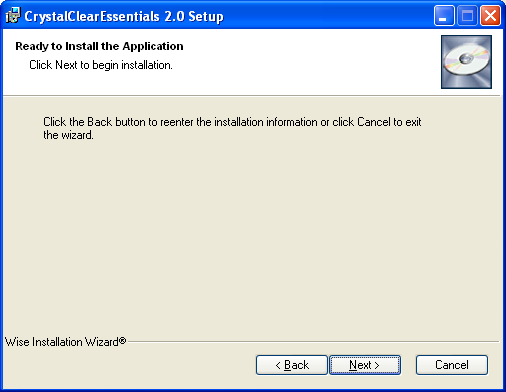 CrystalClearEssentials 2.0 Setup
Ready to Install the Application
Click Next to begin installation.
Click the Back button to reenter the installation information or click Cancel to exit
the wizard.
Wise Installation Wizard®
< Back
Next >
Cancel